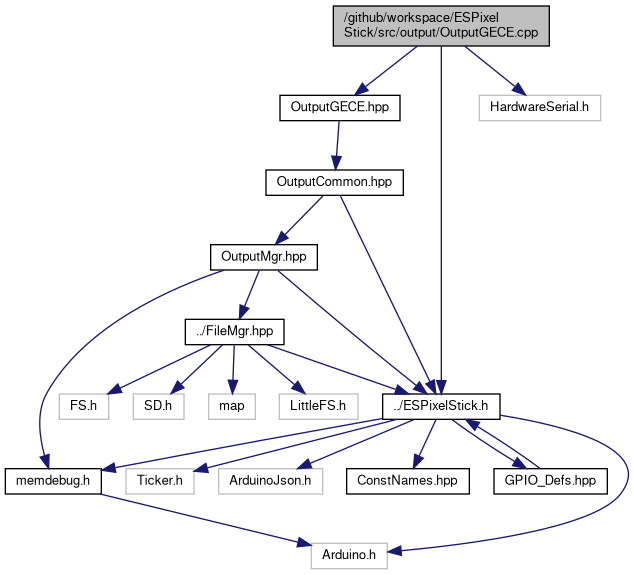 /github/workspace/ESPixel
Stick/src/output/OutputGECE.cpp
OutputGECE.hpp
HardwareSerial.h
OutputCommon.hpp
OutputMgr.hpp
../FileMgr.hpp
FS.h
SD.h
map
LittleFS.h
../ESPixelStick.h
memdebug.h
Ticker.h
ArduinoJson.h
ConstNames.hpp
GPIO_Defs.hpp
Arduino.h